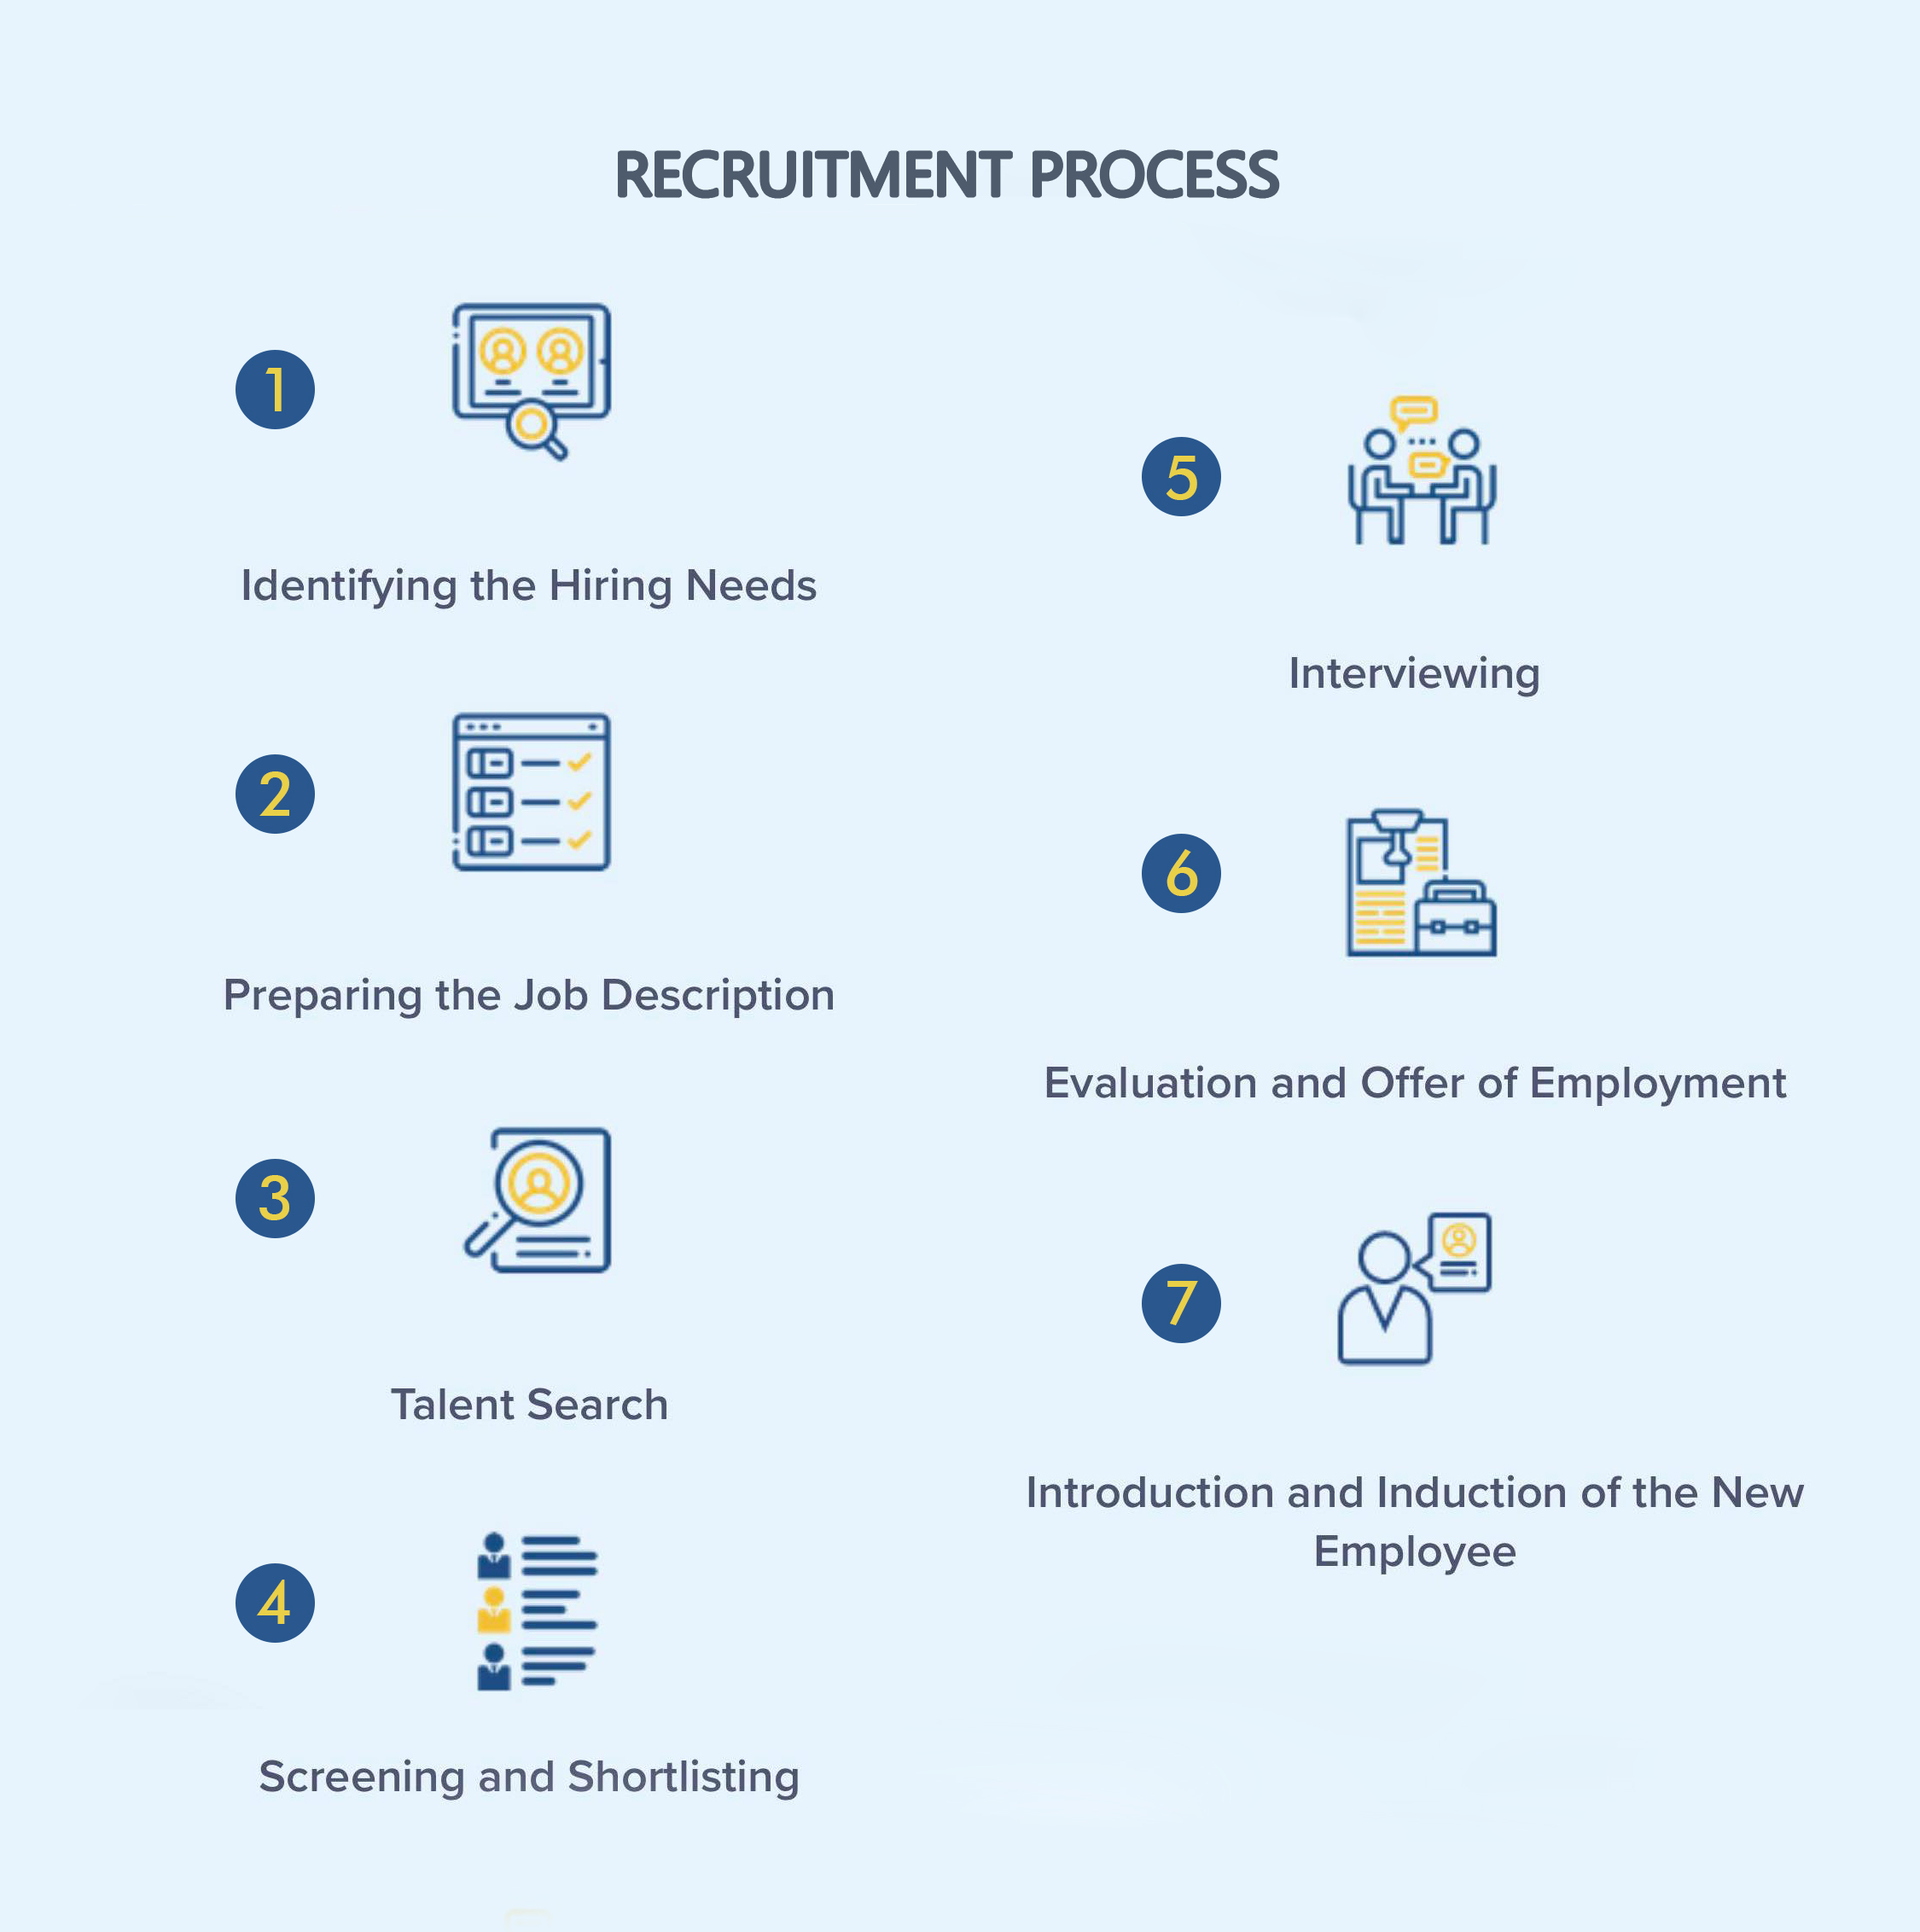 RECRUITMENT PROCESS
1
Identifying the Hiring Needs
2
Preparing the Job Description
3
Talent Search
4
Screening and Shortlisting
5
Interviewing
6
Evaluation and Offer of Employment
7
Introduction and Induction of the New
Employee